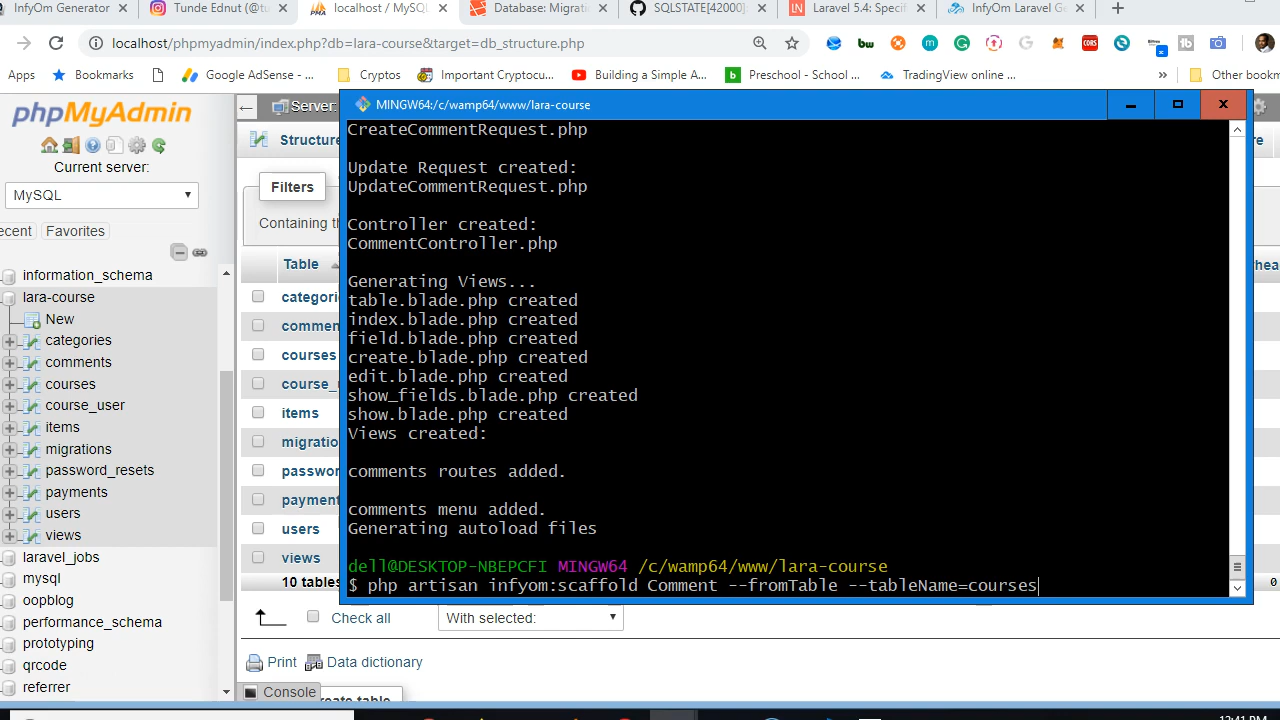 InfyOm Generator
Tunde Ednut (@tu
localhost / MySQL
Database: Migrati
SQLSTATE[42000]
Laravel 5.4: Specif
InfyOm Laravel Ge
localhost/phpmyadmin/index.php?db=lara-course&target=db_structure.php
Apps
Bookmarks
Google AdSense - ...
Cryptos
Important Cryptocu...
Building a Simple A...
Preschool - School ...
TradingView online ...
»
Other bookm
phpMyAdmin
Current server:
MySQL
ecent
Favorites
information_schema
lara-course
New
categories
comments
courses
course_user
items
migrations
password_resets
payments
users
views
laravel_jobs
mysql
oopblog
performance_schema
prototyping
qrcode
referrer
Server:
Structure
Filters
Containing th
Table
categori
commen
courses
course_
items
migratio
passwor
payment
users
views
10 tables
Check all
With selected:
Print
Data dictionary
Console
MINGW64:/c/wamp64/www/lara-course
CreateCommentRequest.php
Update Request created:
UpdateCommentRequest.php
Controller created:
CommentController.php
Generating Views...
table.blade.php created
index.blade.php created
field.blade.php created
create.blade.php created
edit.blade.php created
show_fields.blade.php created
show.blade.php created
Views created:
comments routes added.
comments menu added.
Generating autoload files
dell@DESKTOP-NBEPCFI MINGW64 /c/wamp64/www/lara-course
$ php artisan infyom:scaffold Comment --fromTable --tableName=courses